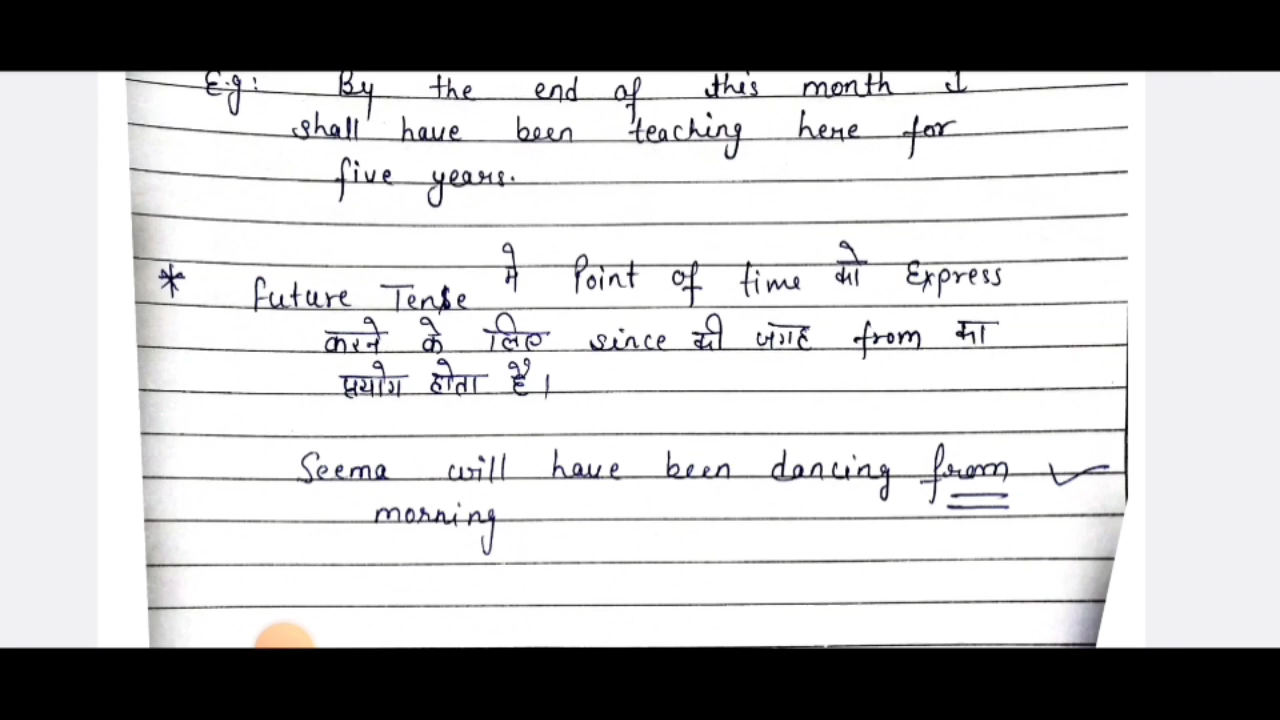 E.g: By the end of this month I
shall have been teaching here for
five years.
* future Tense में Point of time को Express
करने के लिए since की जगह from का
प्रयोग होता है।
Seema will have been dancing from ✓
morning